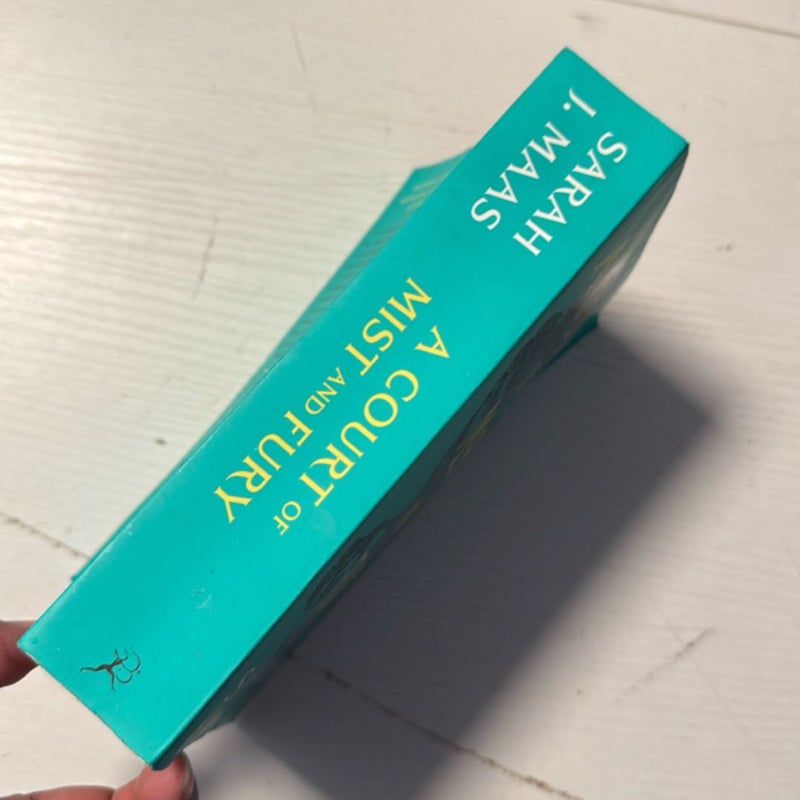 SARAH
J. MAAS
A COURT OF
MIST AND FURY